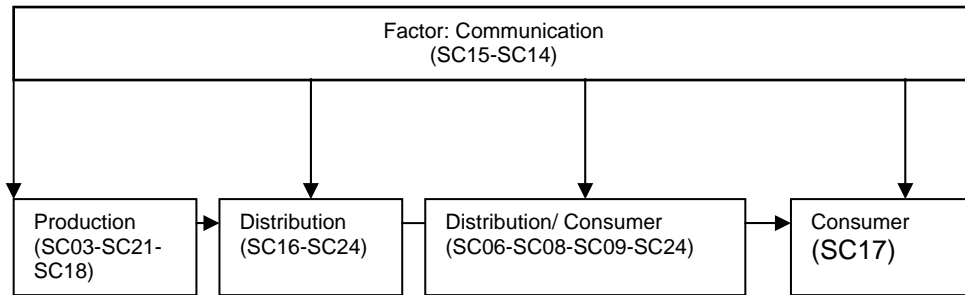 Factor: Communication
(SC15-SC14)
Production
(SC03-SC21-
SC18)
Distribution
(SC16-SC24)
Distribution/ Consumer
(SC06-SC08-SC09-SC24)
Consumer
(SC17)